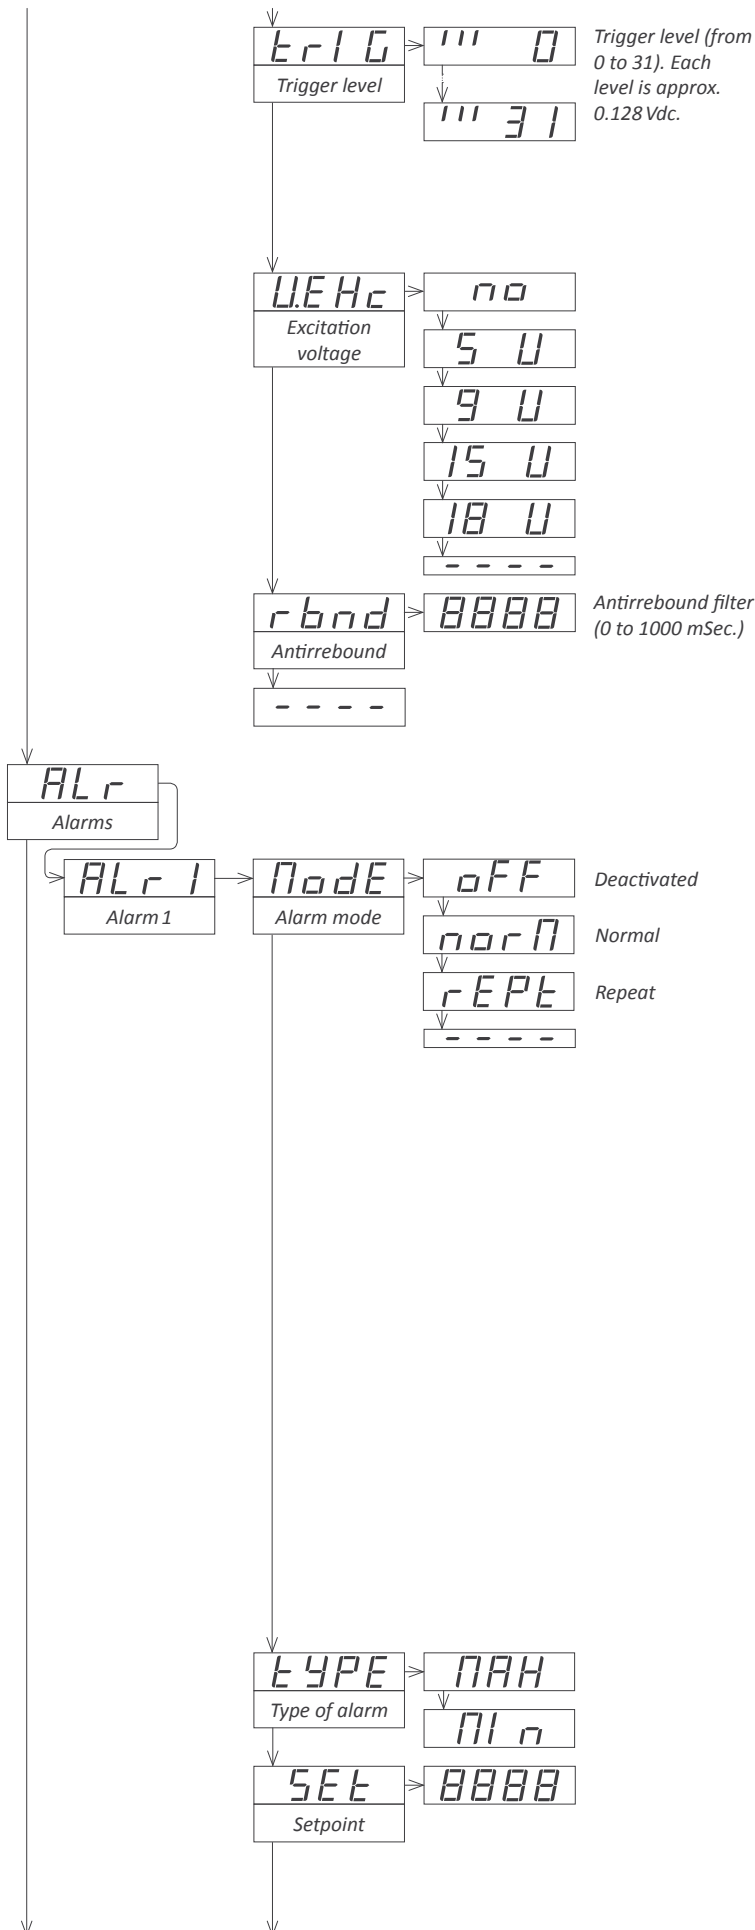 trIG
''' 0
Trigger level (from
0 to 31). Each
level is approx.
0.128 Vdc.
Trigger level
''' 31
U.EHc
no
Excitation
voltage
5 U
9 U
15 U
18 U
----
rbnd
8888
Antirrebound filter
(0 to 1000 mSec.)
Antirrebound
----
ALr
Alarms
ALr1
ModE
oFF
Deactivated
Alarm 1
Alarm mode
norM
Normal
rEPt
Repeat
----
tYPE
MAH
Type of alarm
MIn
SEt
8888
Setpoint